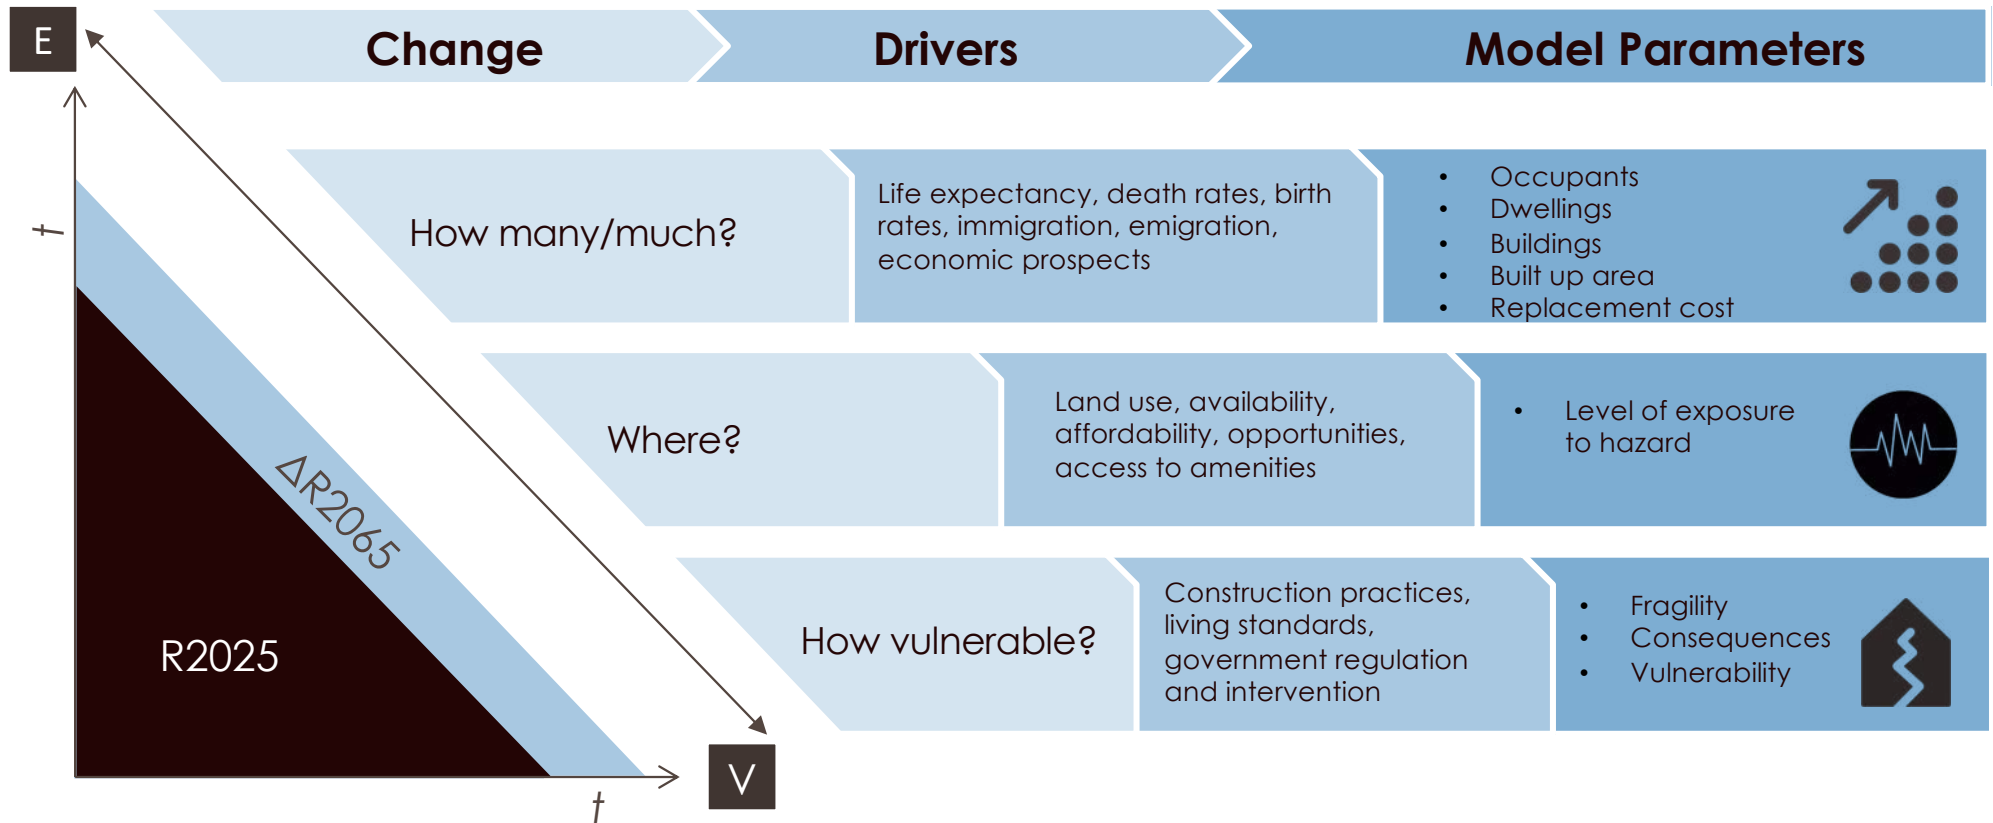 E
Change
Drivers
Model Parameters
t
How many/much?
Life expectancy, death rates, birth
rates, immigration, emigration,
economic prospects
• Occupants
• Dwellings
• Buildings
• Built up area
• Replacement cost
Where?
Land use, availability,
affordability, opportunities,
access to amenities
• Level of exposure
to hazard
ΔR2065
R2025
How vulnerable?
Construction practices,
living standards,
government regulation
and intervention
• Fragility
• Consequences
• Vulnerability
V
t